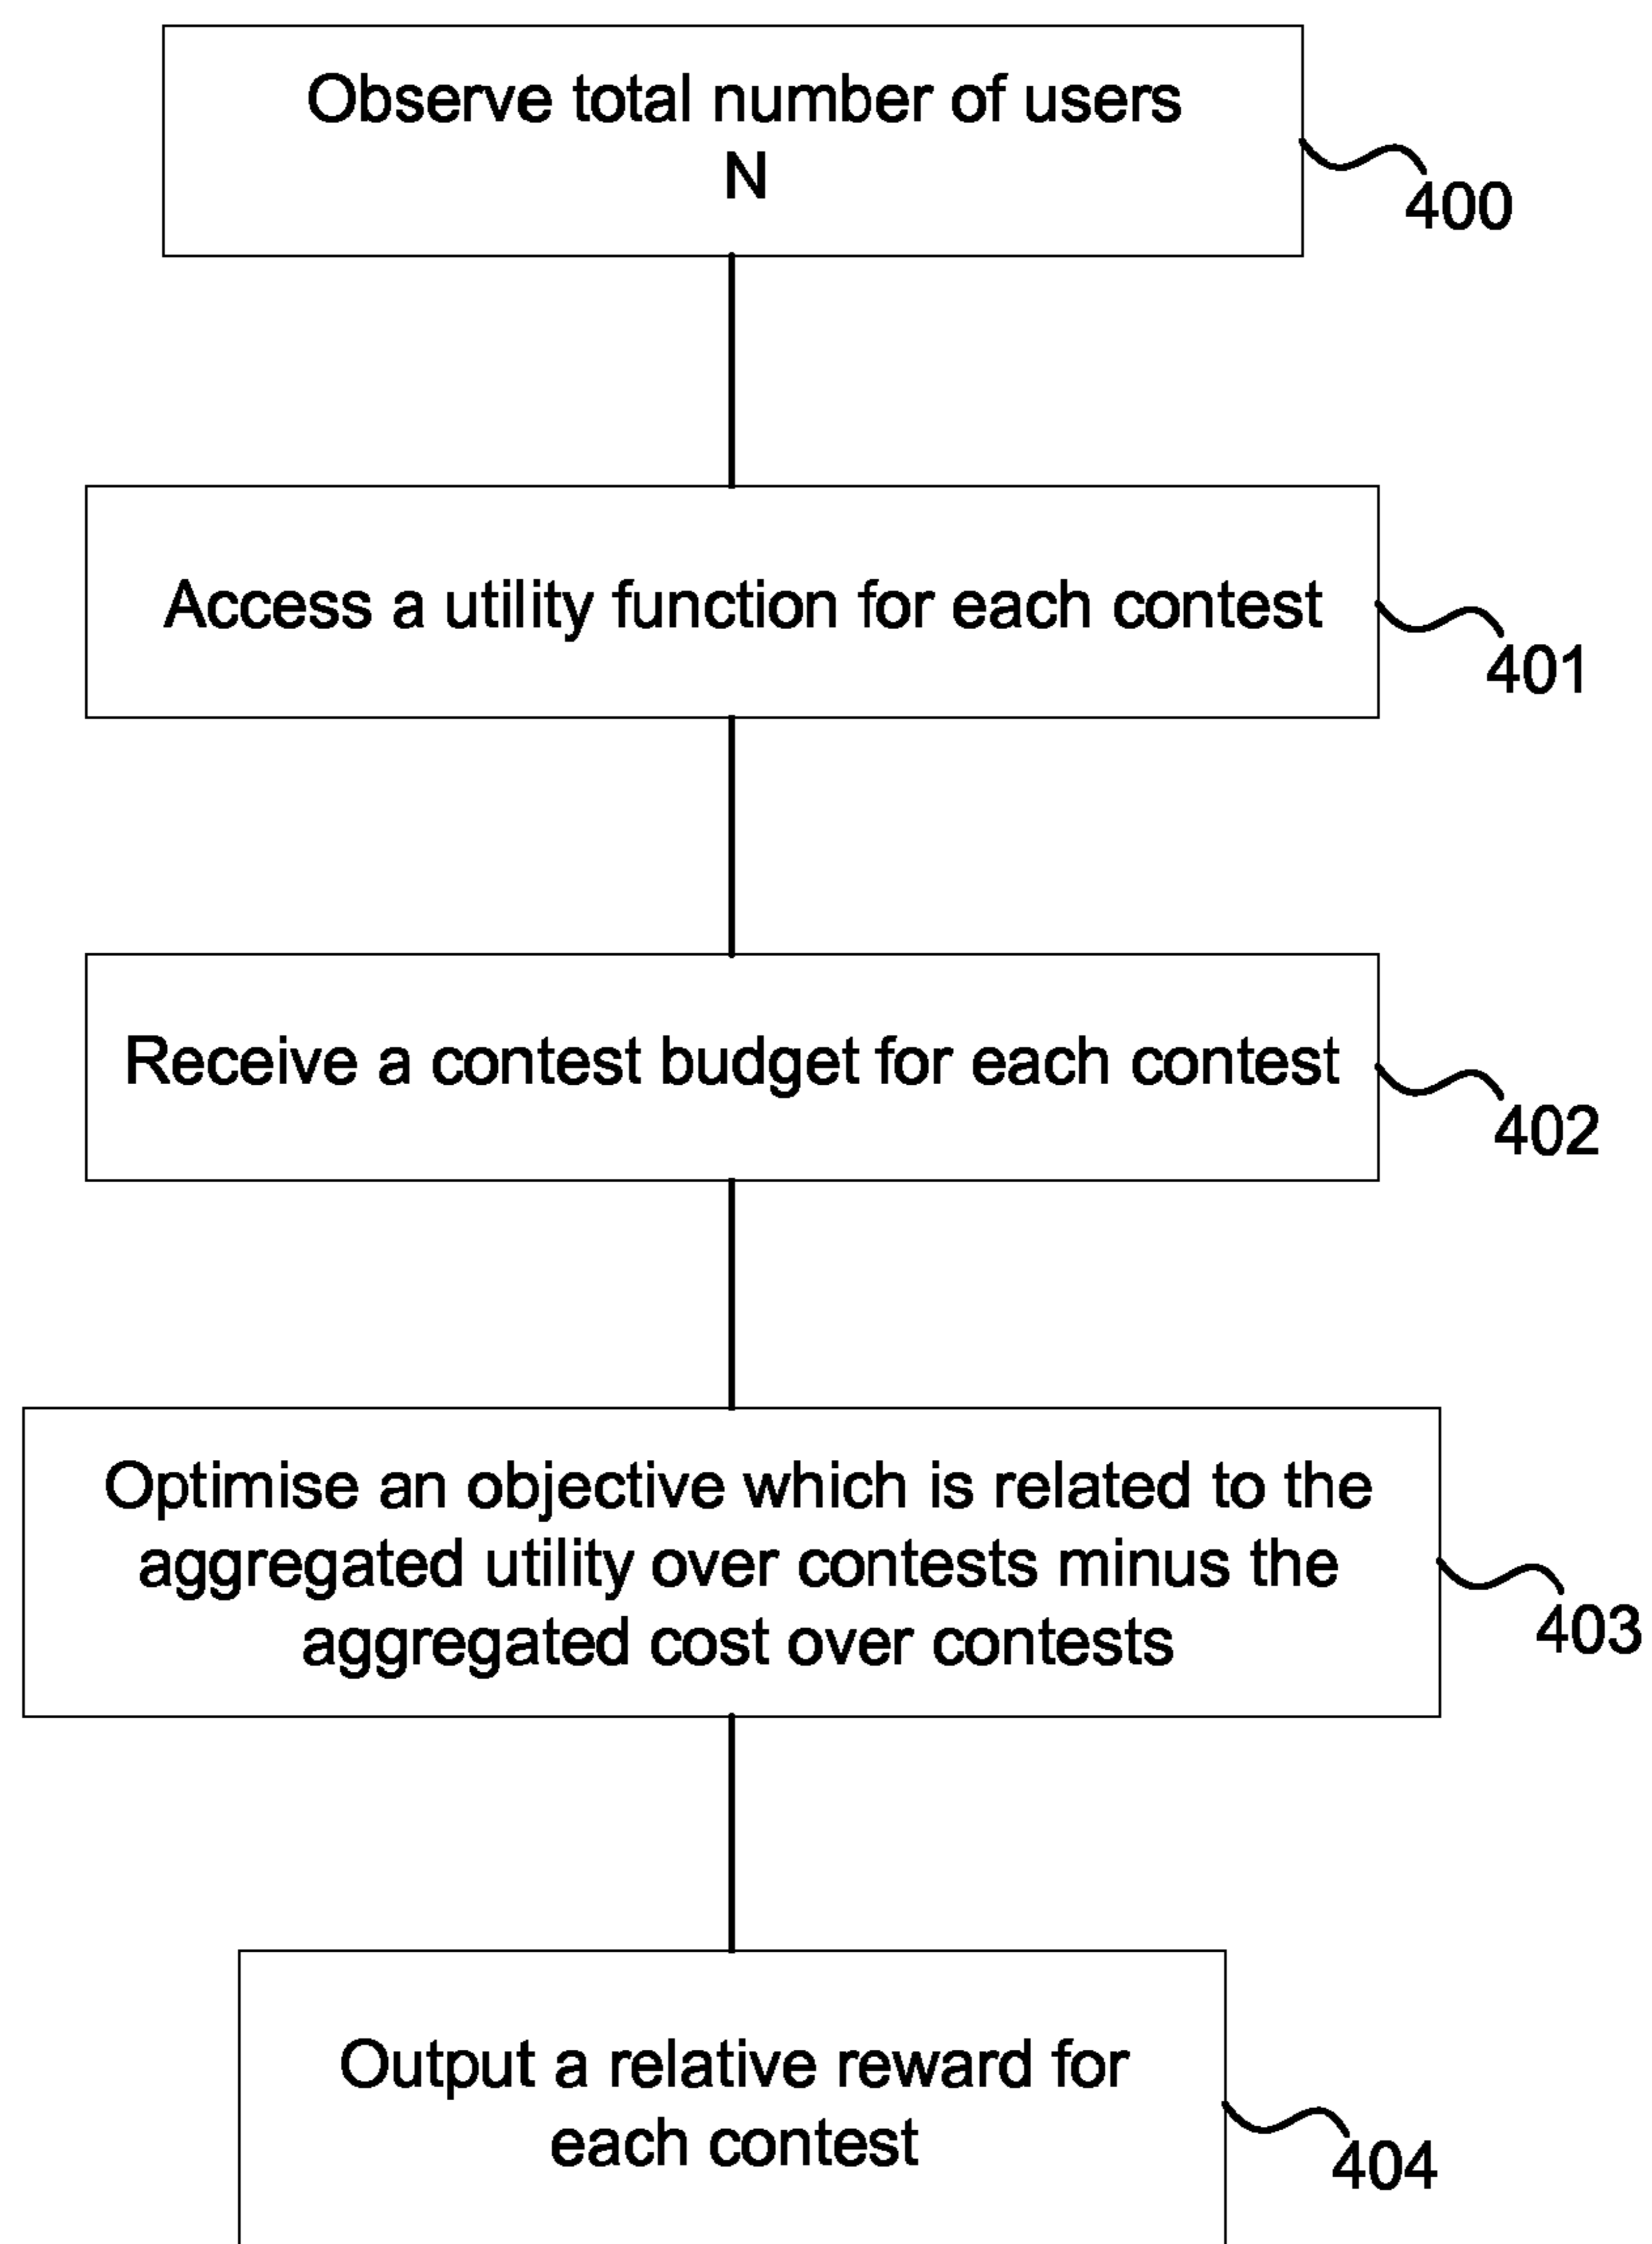 Observe total number of users
N
400
Access a utility function for each contest
401
Receive a contest budget for each contest
402
Optimise an objective which is related to the
aggregated utility over contests minus the
aggregated cost over contests
403
Output a relative reward for
each contest
404